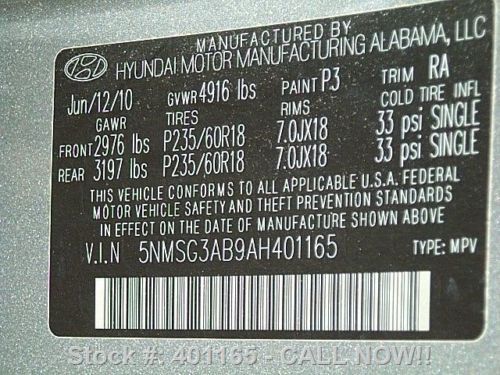 MANUFACTURED BY
HYUNDAI MOTOR MANUFACTURING ALABAMA, LLC
Jun/12/10 GVWR 4916 lbs PAINT P3 TRIM RA
GAWR TIRES RIMS COLD TIRE INFL
FRONT 2976 lbs P235/60R18 7.0JX18 33 psi SINGLE
REAR 3197 lbs P235/60R18 7.0JX18 33 psi SINGLE
THIS VEHICLE CONFORMS TO ALL APPLICABLE U.S.A. FEDERAL
MOTOR VEHICLE SAFETY AND THEFT PREVENTION STANDARDS
IN EFFECT ON THE DATE OF MANUFACTURE SHOWN ABOVE.
V.I.N 5NMSG3AB9AH401165 TYPE: MPV
Stock #: 401165 - CALL NOW!!